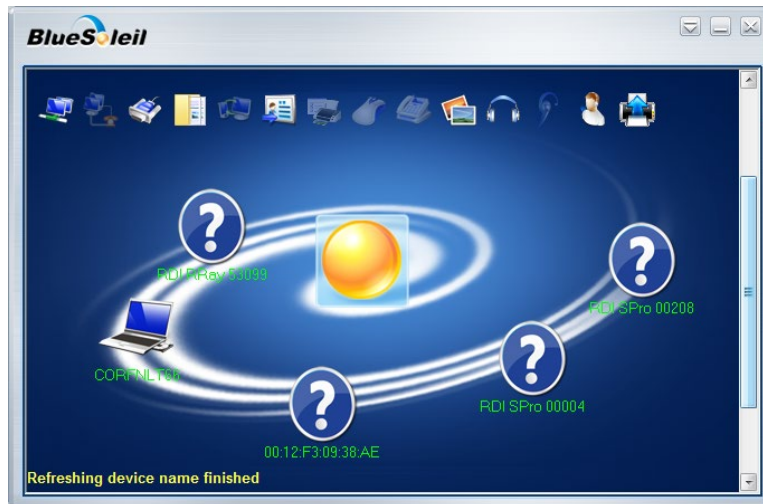 BlueSoleil
RDI RRay 53099
RDI SPro 00208
CORFNLT56
RDI SPro 00004
00:12:F3:09:38:AE
Refreshing device name finished